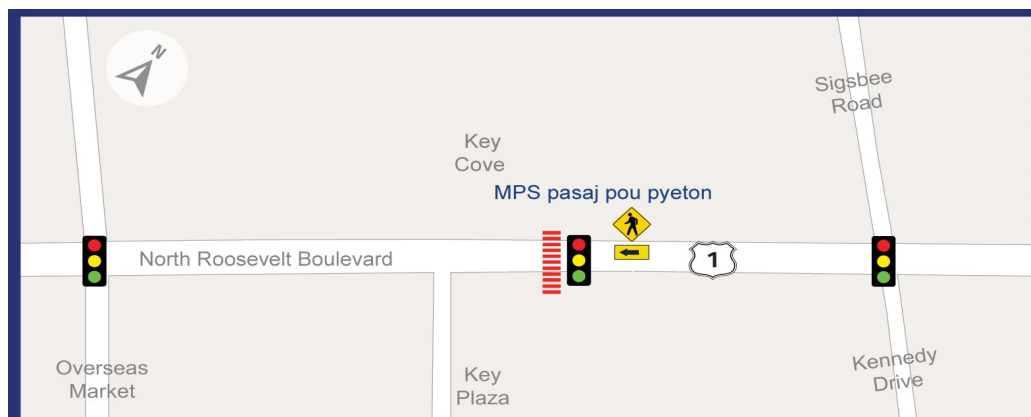 N
Sigsbee
Road
Key
Cove
MPS pasaj pou pyeton
North Roosevelt Boulevard
1
Overseas
Market
Key
Plaza
Kennedy
Drive